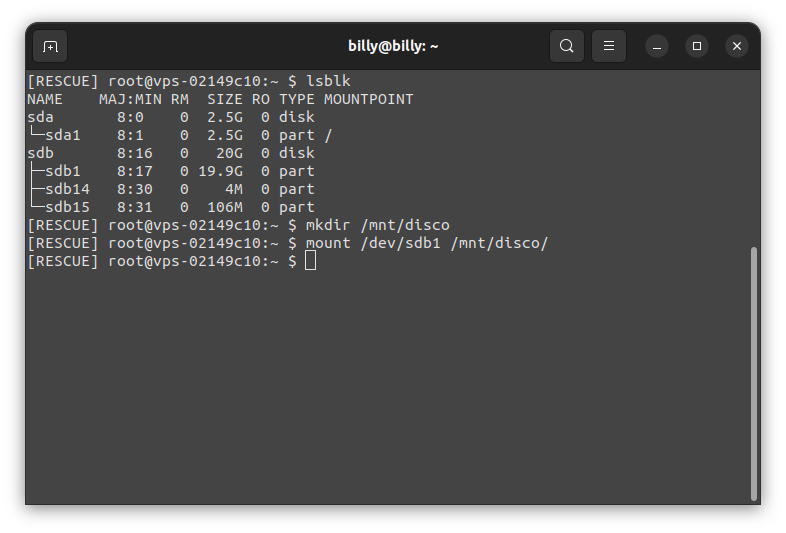 billy@billy: ~
[RESCUE] root@vps-02149c10:~ $ lsblk
NAME    MAJ:MIN RM  SIZE RO TYPE MOUNTPOINT
sda       8:0    0  2.5G  0 disk
└─sda1    8:1    0  2.5G  0 part /
sdb       8:16   0   20G  0 disk
├─sdb1    8:17   0 19.9G  0 part
├─sdb14   8:30   0    4M  0 part
└─sdb15   8:31   0  106M  0 part
[RESCUE] root@vps-02149c10:~ $ mkdir /mnt/disco
[RESCUE] root@vps-02149c10:~ $ mount /dev/sdb1 /mnt/disco/
[RESCUE] root@vps-02149c10:~ $